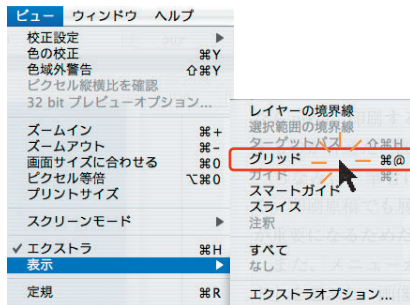 ビュー ウィンドウ ヘルプ
校正設定 ▶
色の校正 ⌘Y
色域外警告 ⇧⌘Y
ピクセル縦横比を確認
32 bit プレビューオプション...
ズームイン ⌘+
ズームアウト ⌘-
画面サイズに合わせる ⌘0
ピクセル等倍 ⌥⌘0
プリントサイズ
スクリーンモード ▶
✓ エクストラ ⌘H
表示 ▶
定規 ⌘R
レイヤーの境界線
選択範囲の境界線
ターゲットパス ⇧⌘H
グリッド ⌘@
ガイド ⌘:
スマートガイド
スライス
注釈
すべて
なし
エクストラオプション...